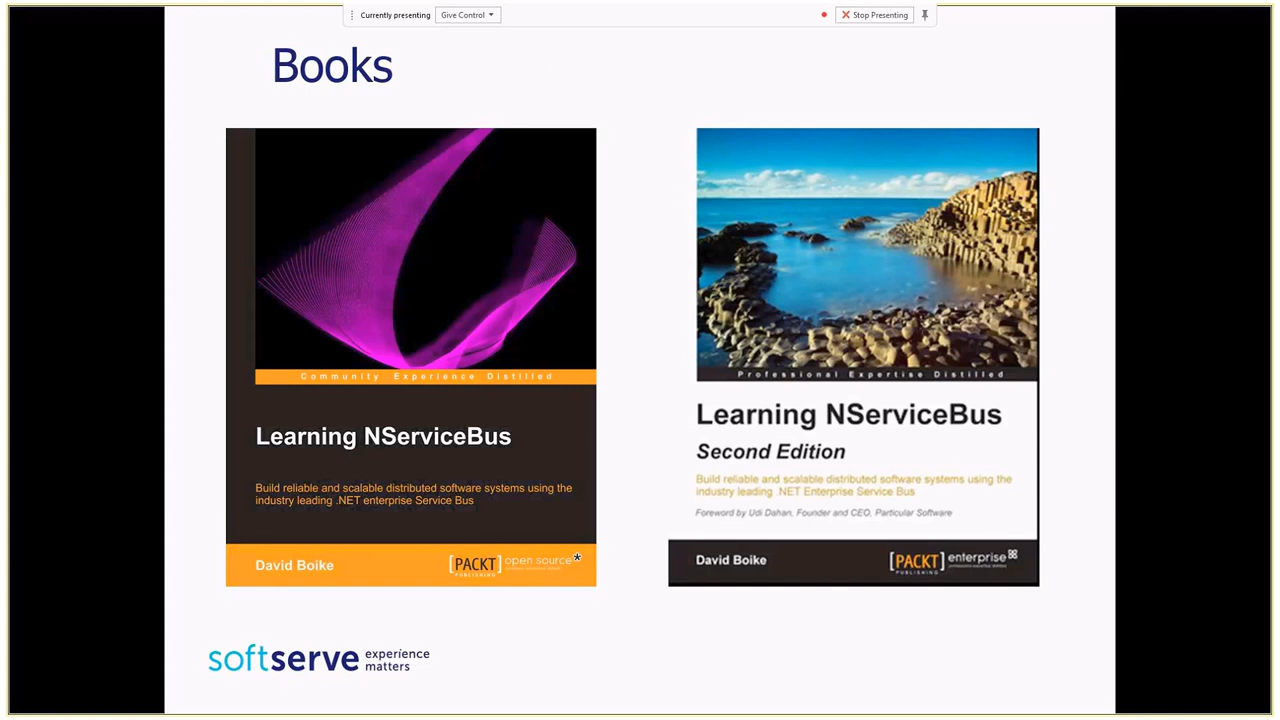 Currently presenting Give Control Stop Presenting
Books
Community Experience Distilled
Learning NServiceBus
Build reliable and scalable distributed software systems using the
industry leading .NET enterprise Service Bus
David Boike
[PACKT] open source*
PUBLISHING
Professional Expertise Distilled
Learning NServiceBus
Second Edition
Build reliable and scalable distributed software systems using the
industry leading .NET Enterprise Service Bus
Foreword by Udi Dahan, Founder and CEO, Particular Software
David Boike
[PACKT] enterprise
PUBLISHING
softserve experience
matters